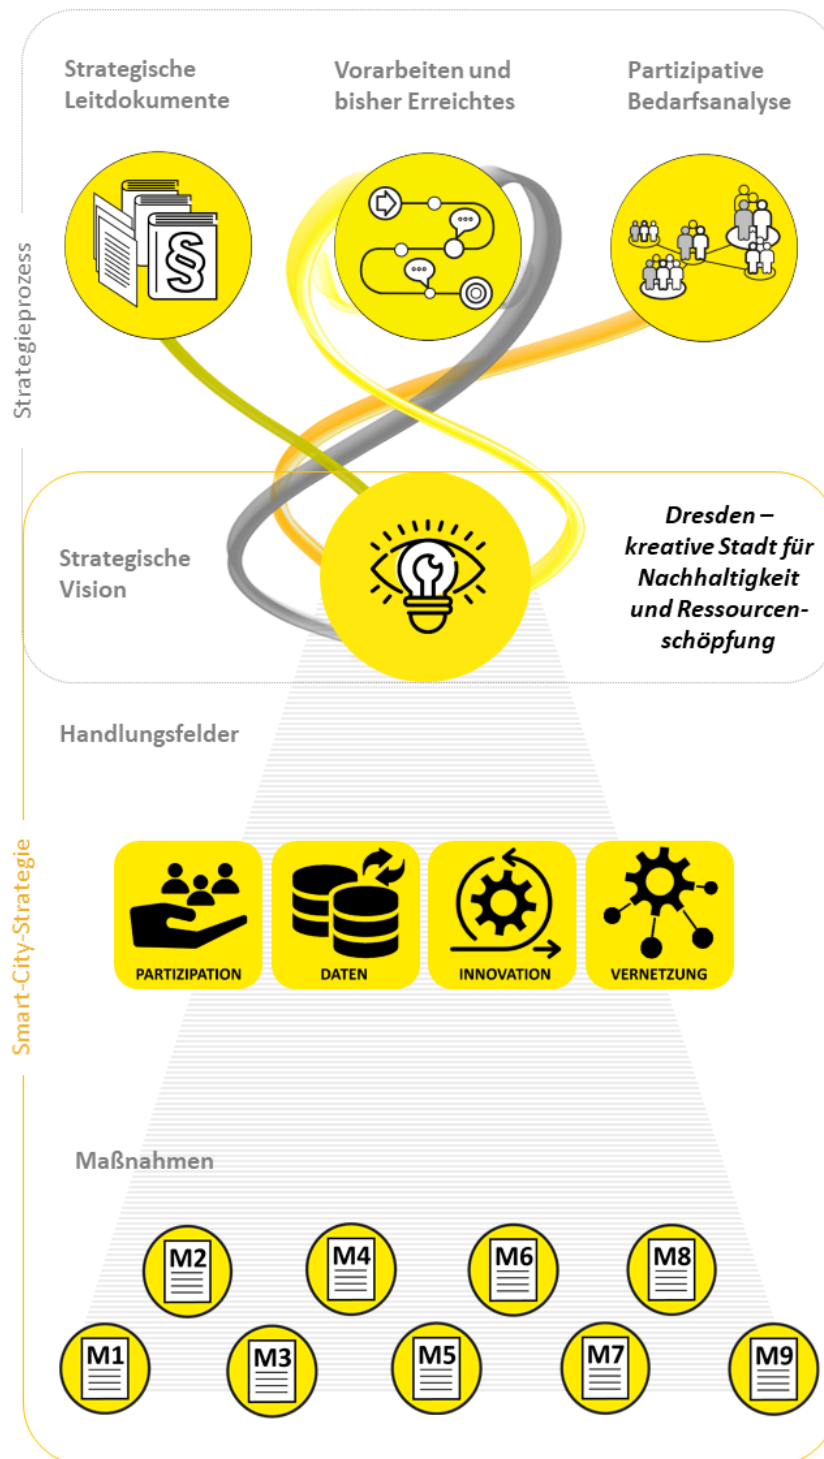 Strategische
Leitdokumente
Vorarbeiten und
bisher Erreichtes
Partizipative
Bedarfsanalyse
§
Strategieprozess
Strategische
Vision
Dresden –
kreative Stadt für
Nachhaltigkeit
und Ressourcen-
schöpfung
Handlungsfelder
PARTIZIPATION
DATEN
INNOVATION
VERNETZUNG
Smart-City-Strategie
Maßnahmen
M2
M4
M6
M8
M1
M3
M5
M7
M9